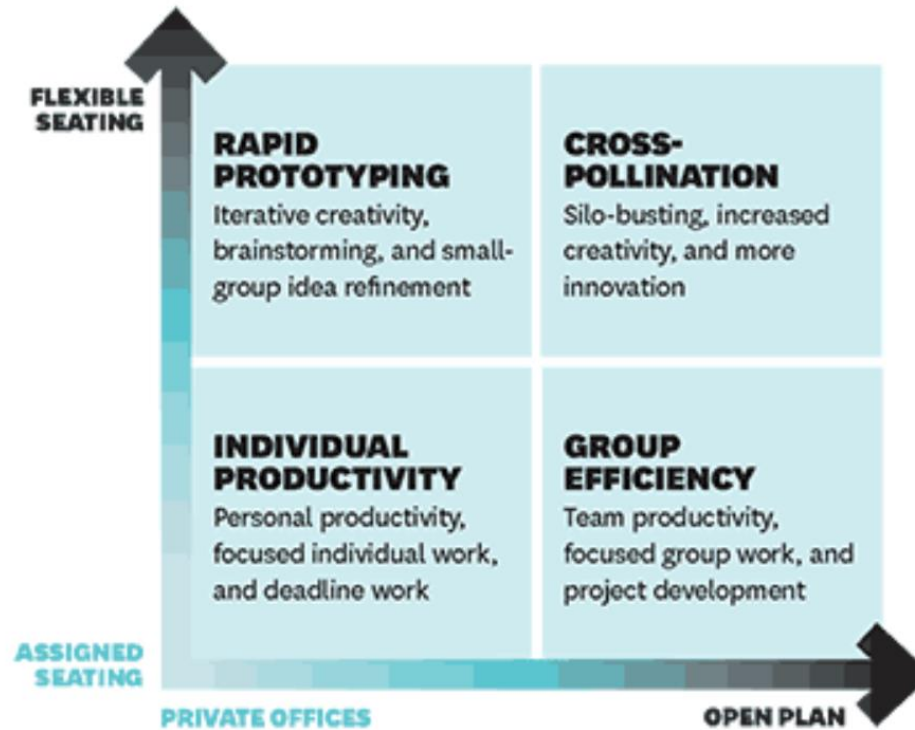 FLEXIBLE
SEATING
RAPID
PROTOTYPING
Iterative creativity,
brainstorming, and small-
group idea refinement
CROSS-
POLLINATION
Silo-busting, increased
creativity, and more
innovation
INDIVIDUAL
PRODUCTIVITY
Personal productivity,
focused individual work,
and deadline work
GROUP
EFFICIENCY
Team productivity,
focused group work, and
project development
ASSIGNED
SEATING
PRIVATE OFFICES
OPEN PLAN